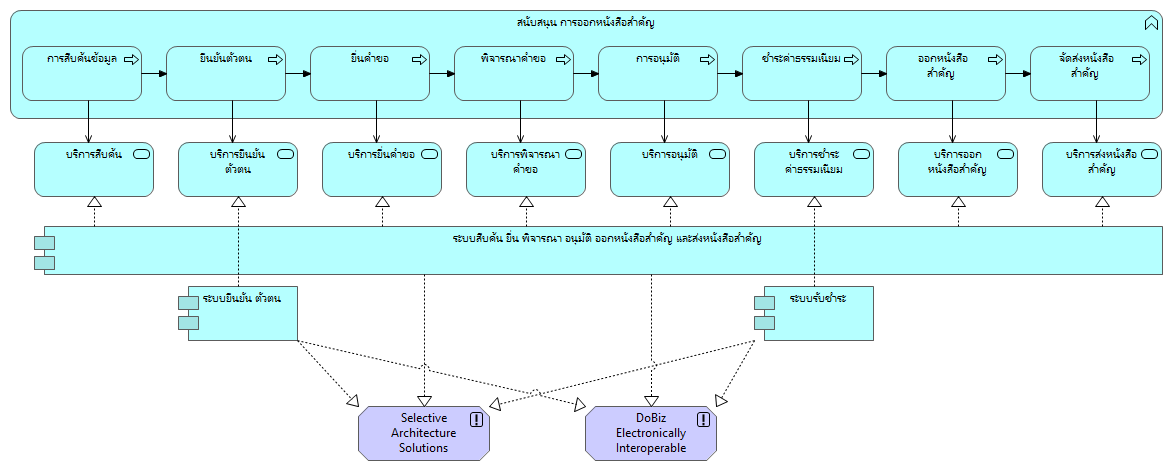 สนับสนุน การออกหนังสือสำคัญ
การสืบค้นข้อมูล
ยืนยันตัวตน
ยื่นคำขอ
พิจารณาคำขอ
การอนุมัติ
ชำระค่าธรรมเนียม
ออกหนังสือ
สำคัญ
จัดส่งหนังสือ
สำคัญ
บริการสืบค้น
บริการยืนยัน
ตัวตน
บริการยื่นคำขอ
บริการพิจารณา
คำขอ
บริการอนุมัติ
บริการชำระ
ค่าธรรมเนียม
บริการออก
หนังสือสำคัญ
บริการส่งหนังสือ
สำคัญ
ระบบสืบค้น ยื่น พิจารณา อนุมัติ ออกหนังสือสำคัญ และส่งหนังสือสำคัญ
ระบบยืนยัน ตัวตน
ระบบรับชำระ
Selective
Architecture
Solutions
DoBiz
Electronically
Interoperable